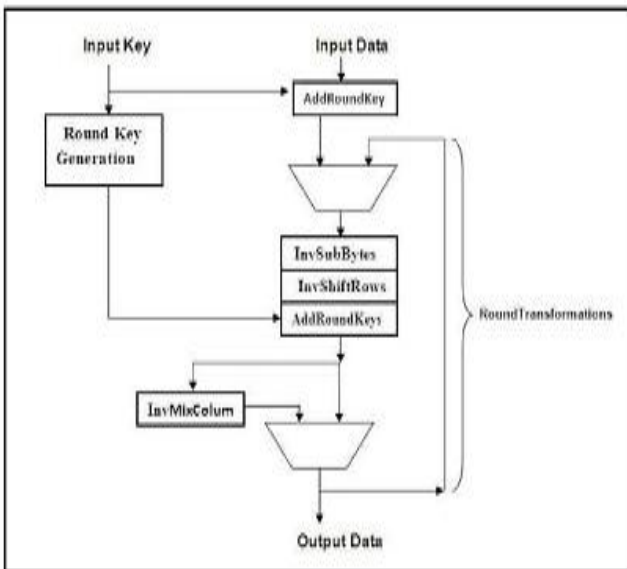 Input Key
Input Data
AddRoundKey
Round Key
Generation
InvSubBytes
InvShiftRows
AddRoundKeys
RoundTransformations
InvMixColum
Output Data